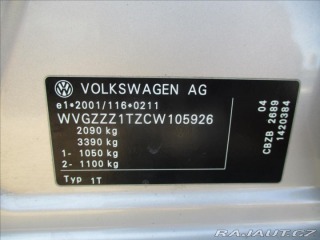 VOLKSWAGEN AG
e1*2001/116*0211
WVGZZZ1TZCW105926
2090 kg
3390 kg
1- 1050 kg
2- 1100 kg
Typ 1T
04
CBZB 2689
1420384
RAJAUT.CZ